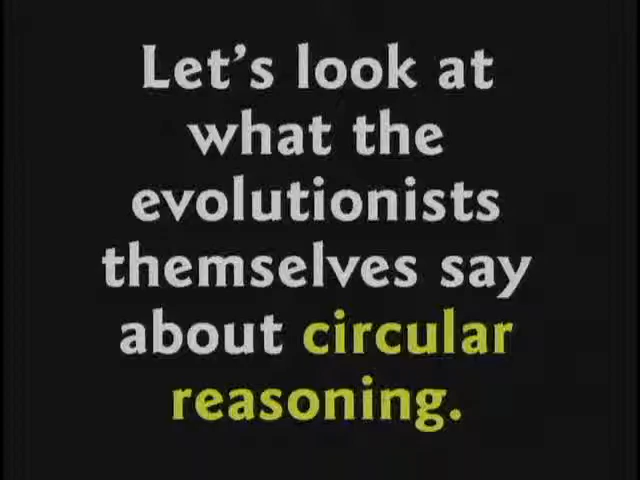 Let's look at
what the
evolutionists
themselves say
about circular
reasoning.